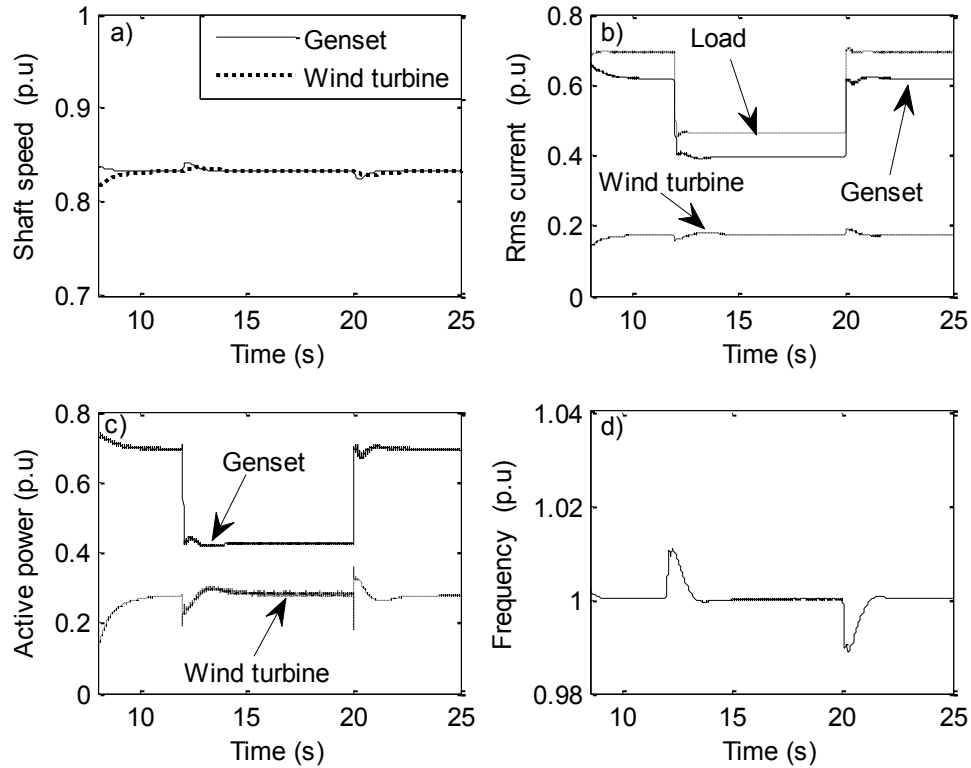 a)
Genset
Wind turbine
1
0.9
0.8
0.7
Shaft speed (p.u)
10 15 20 25
Time (s)
b)
Load
Wind turbine
Genset
0.8
0.6
0.4
0.2
0
Rms current (p.u)
10 15 20 25
Time (s)
c)
Genset
Wind turbine
0.8
0.6
0.4
0.2
0
Active power (p.u)
10 15 20 25
Time (s)
d)
1.04
1.02
1
0.98
Frequency (p.u)
10 15 20 25
Time (s)